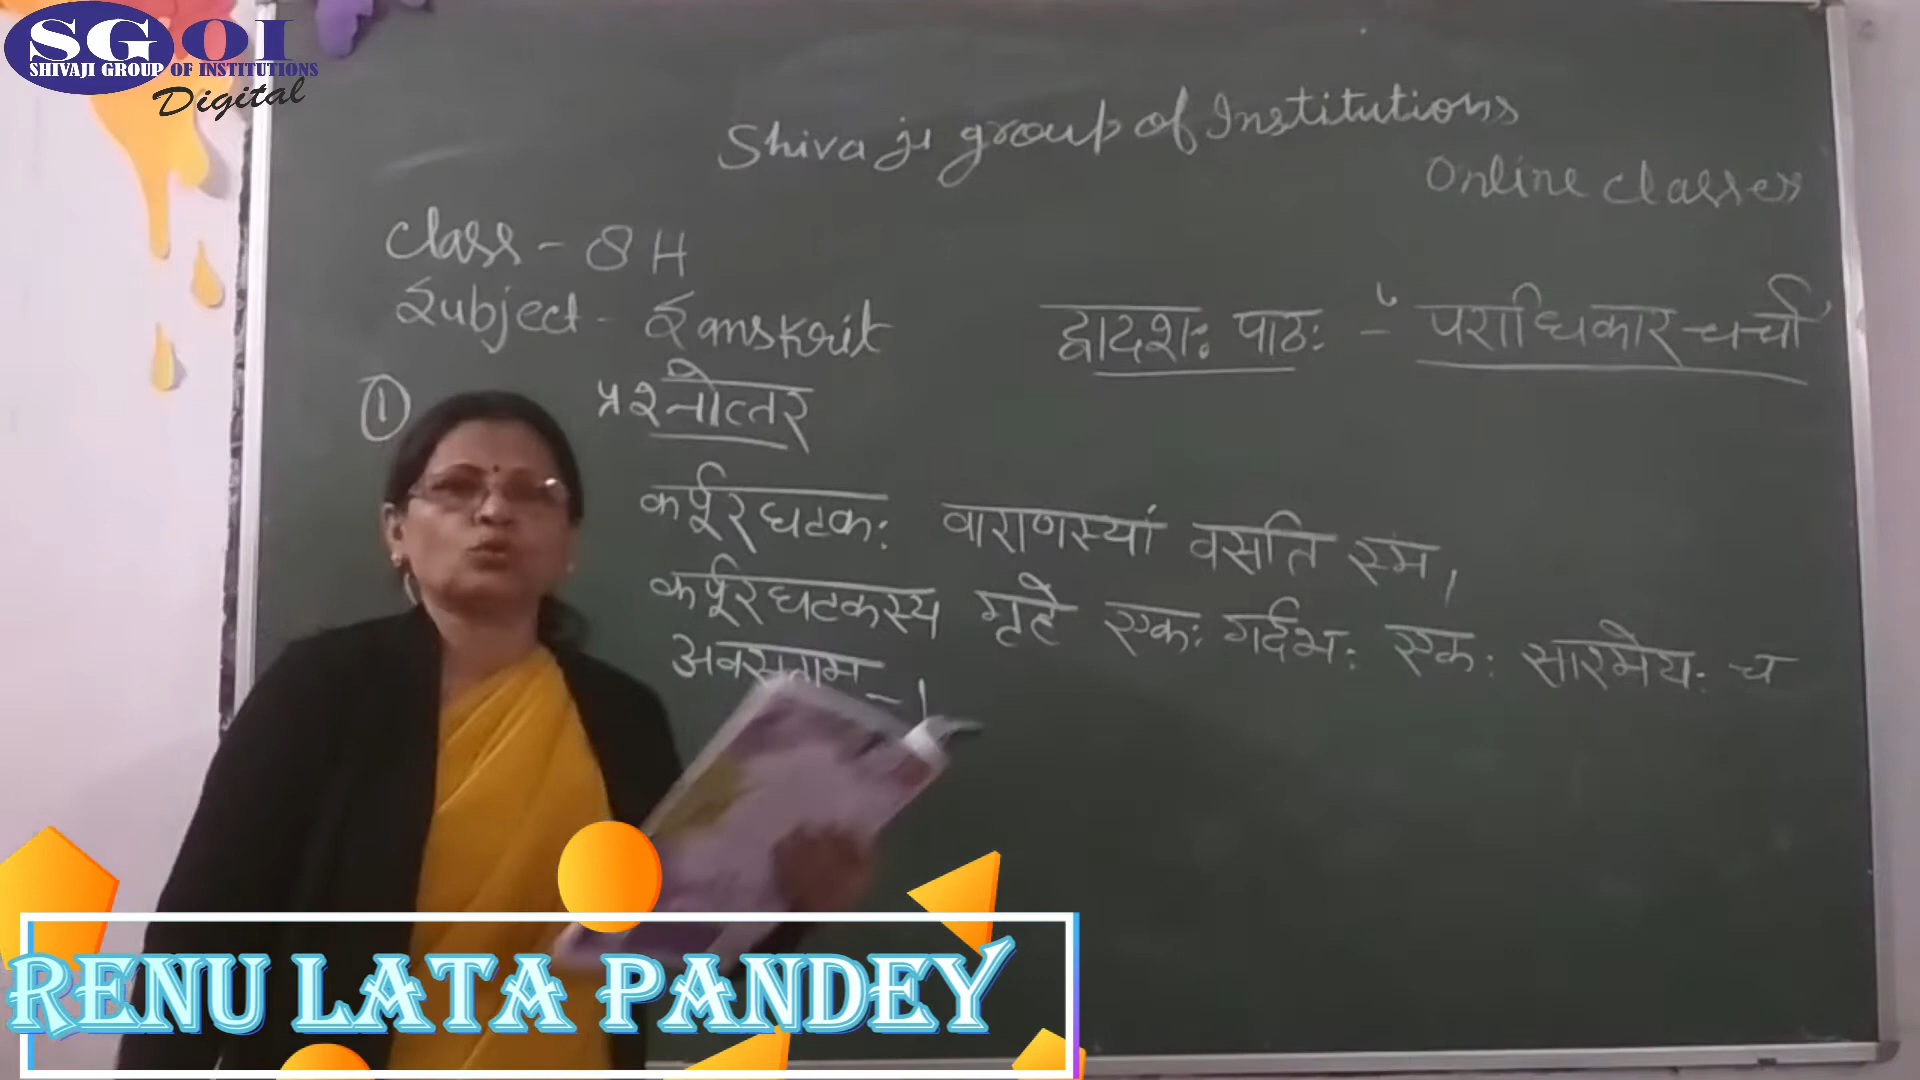 SGOI
SHIVAJI GROUP OF INSTITUTIONS
Digital
Shivaji group of Institutions
Online classes
Class - 8 H
Subject - Sanskrit
द्वादशः पाठः - पराधिकार-चर्चा
①
प्रश्नोत्तर
कर्पूरघटकः वाराणस्यां वसति स्म,
कर्पूरघटकस्य गृहे एकः गर्दभः एकः सारमेयः च
अवसताम -।
RENU LATA PANDEY